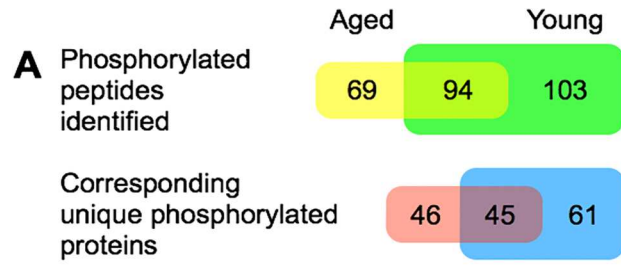 Aged Young
A Phosphorylated
peptides
identified
69 94 103
Corresponding
unique phosphorylated
proteins
46 45 61